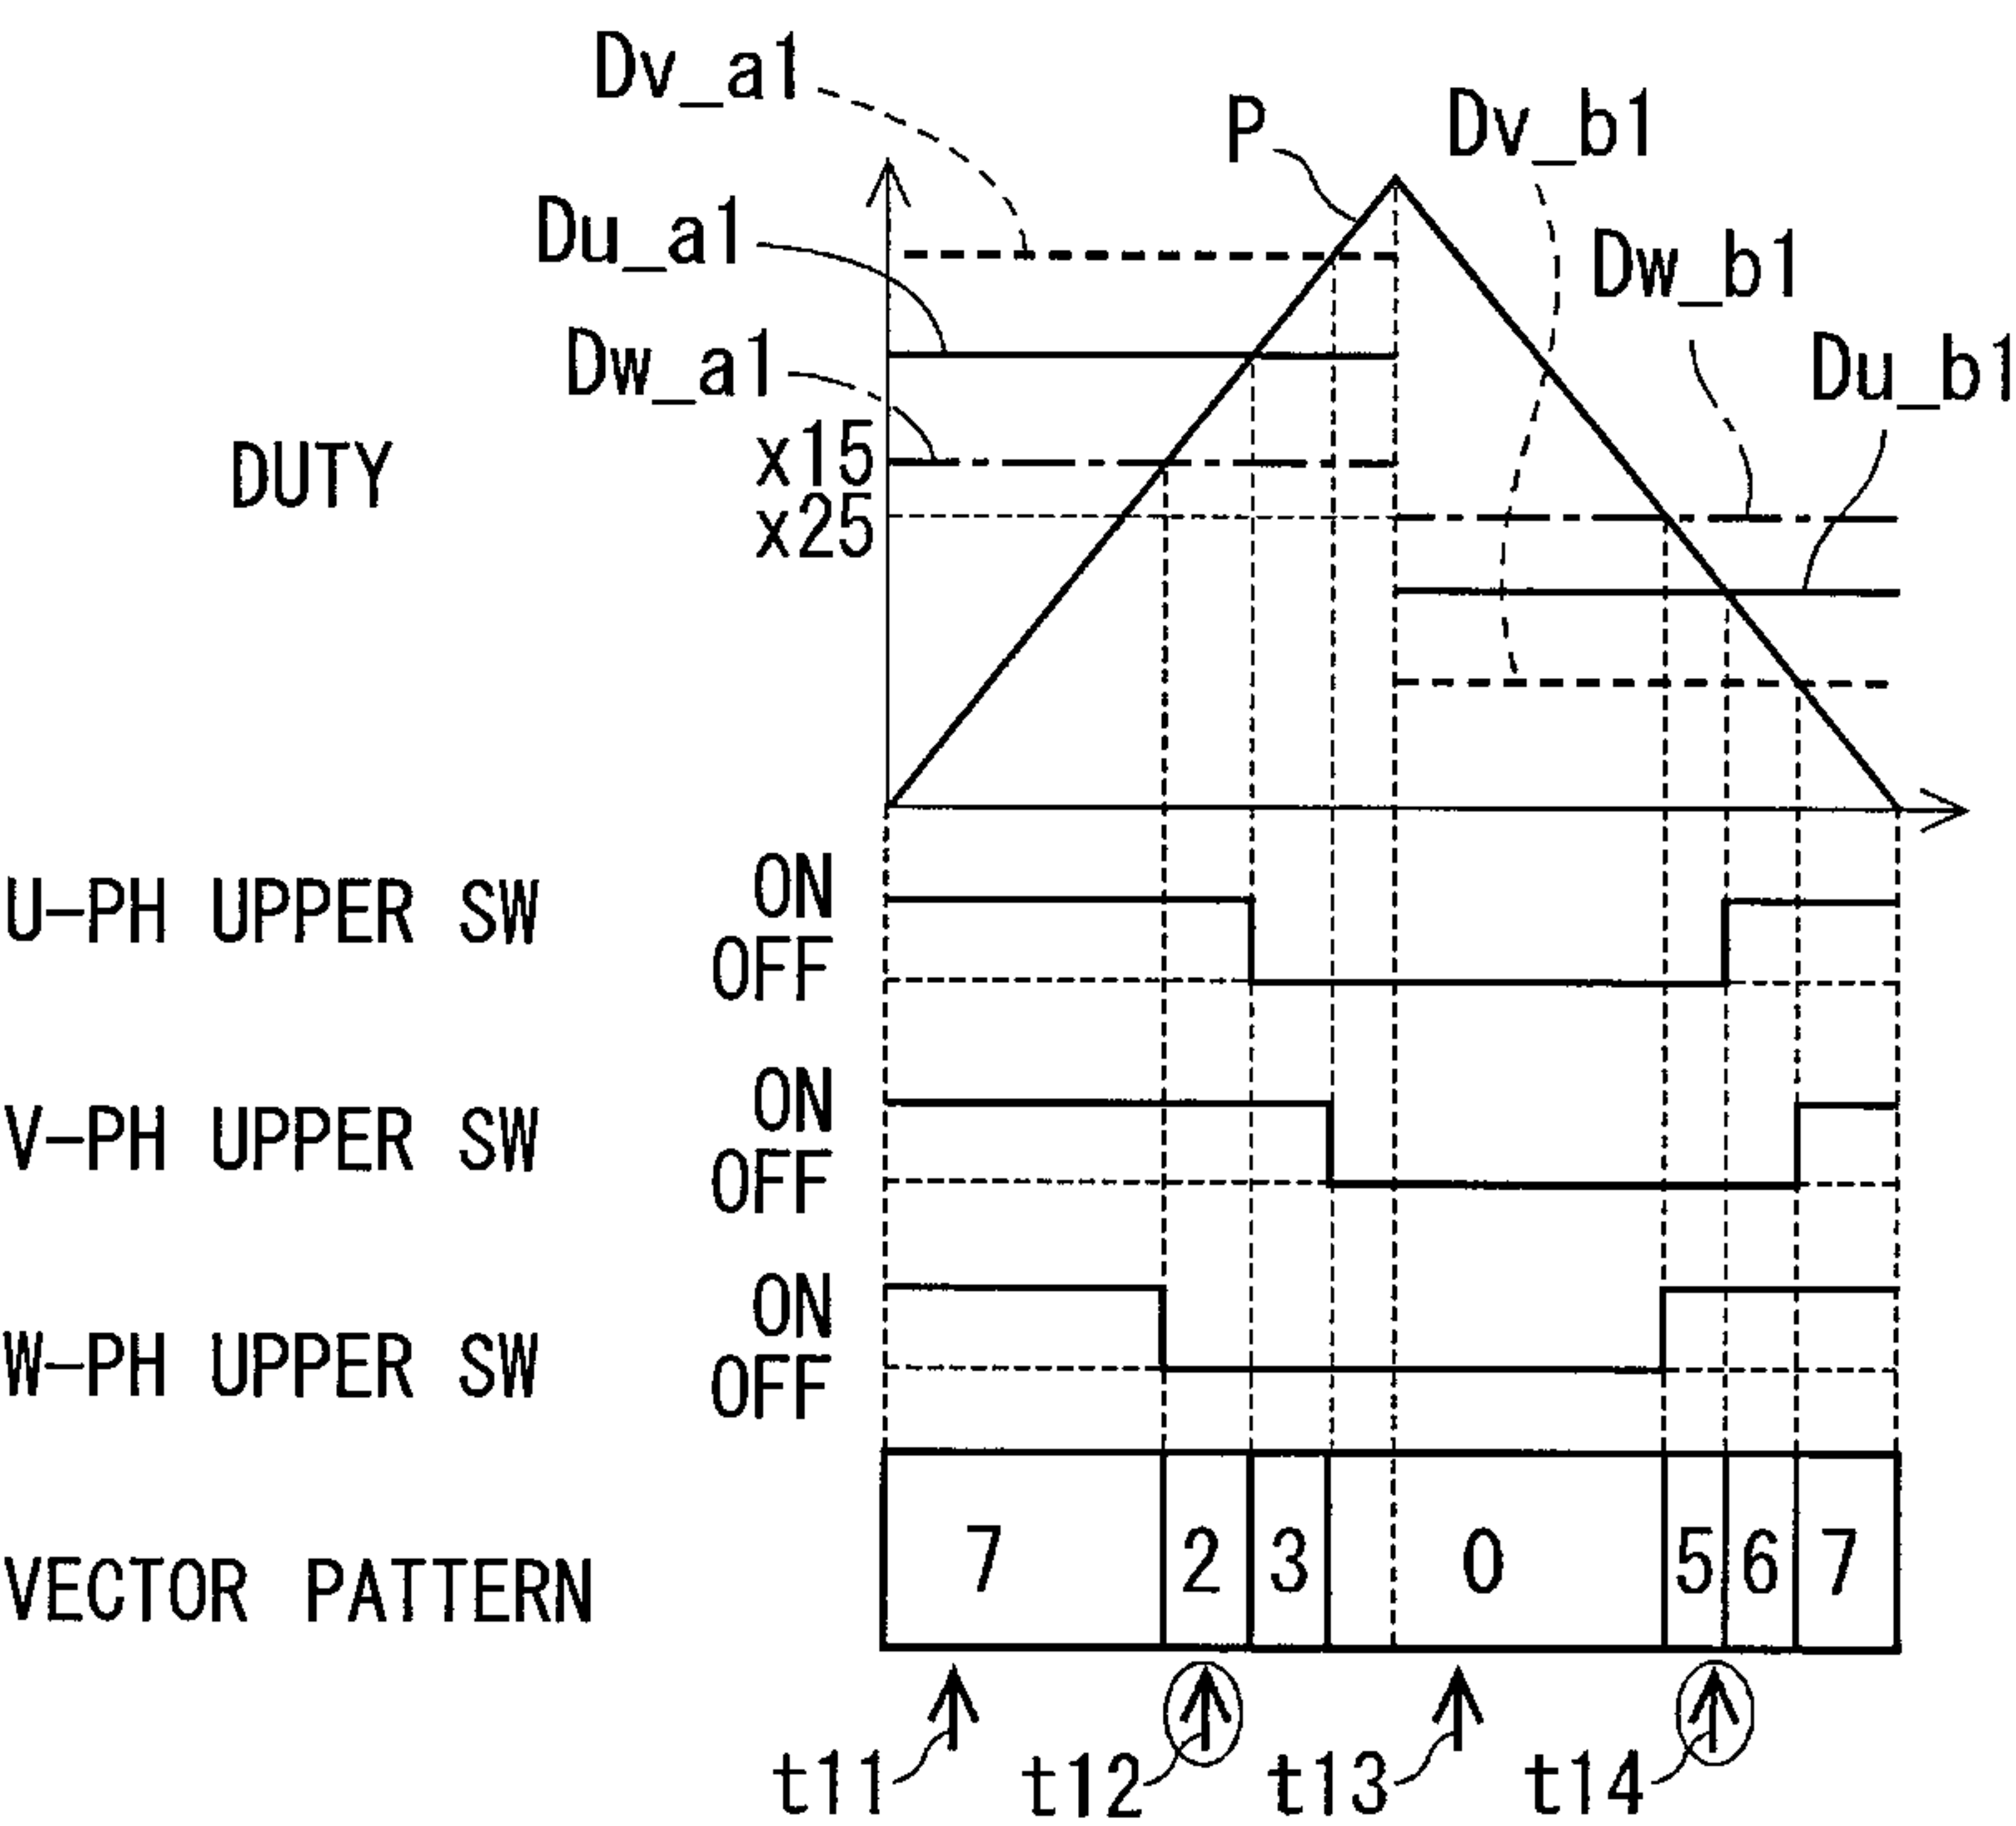 Dv_a1
P
Dv_b1
Du_a1
Dw_b1
Dw_a1
Du_b1
x15
DUTY
x25
ON
U-PH UPPER SW
OFF
ON
V-PH UPPER SW
OFF
ON
W-PH UPPER SW
OFF
VECTOR PATTERN 7 2 3 0 5 6 7
t11 t12 t13 t14